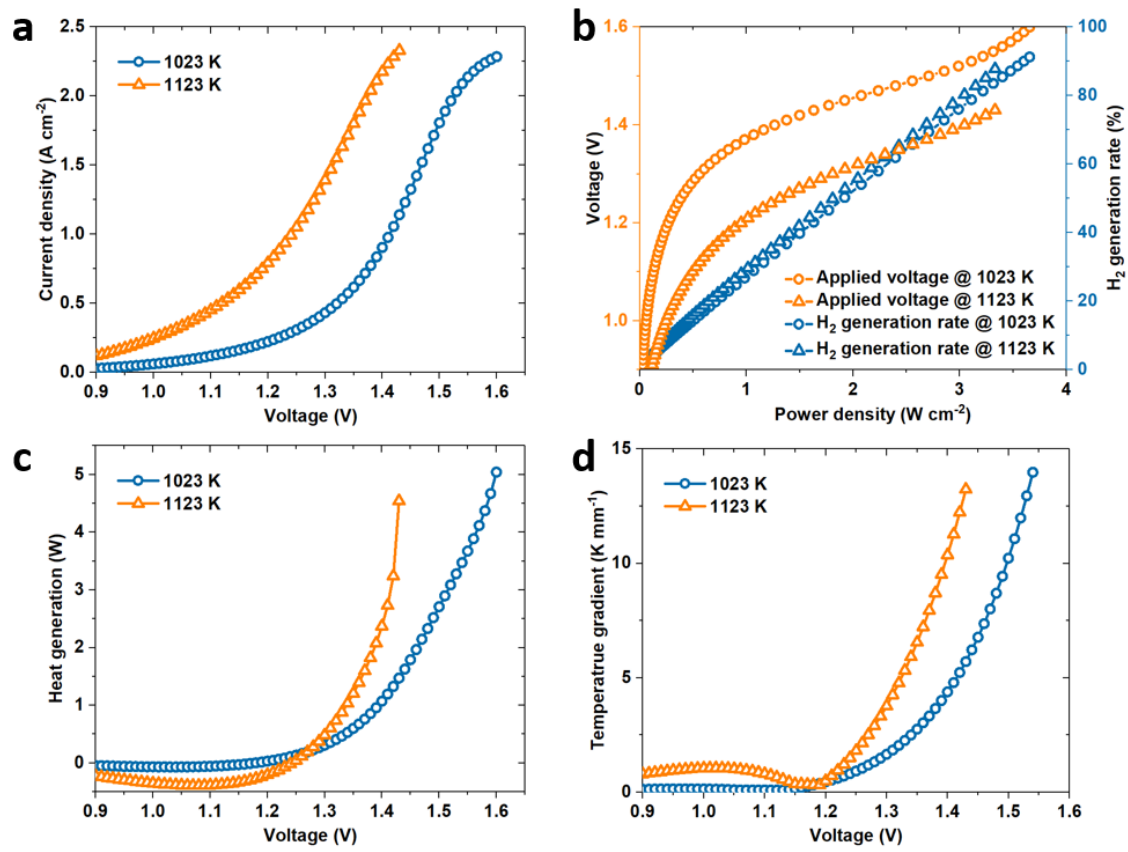 a
2.5
2.0
1.5
1.0
0.5
0.0
Current density (A cm⁻²)
1023 K
1123 K
0.9 1.0 1.1 1.2 1.3 1.4 1.5 1.6
Voltage (V)
b
1.6
1.4
1.2
1.0
Voltage (V)
100
80
60
40
20
0
H₂ generation rate (%)
Applied voltage @ 1023 K
Applied voltage @ 1123 K
H₂ generation rate @ 1023 K
H₂ generation rate @ 1123 K
0 1 2 3 4
Power density (W cm⁻²)
c
5
4
3
2
1
0
Heat generation (W)
1023 K
1123 K
0.9 1.0 1.1 1.2 1.3 1.4 1.5 1.6
Voltage (V)
d
15
10
5
0
Temperatrue gradient (K mm⁻¹)
1023 K
1123 K
0.9 1.0 1.1 1.2 1.3 1.4 1.5 1.6
Voltage (V)